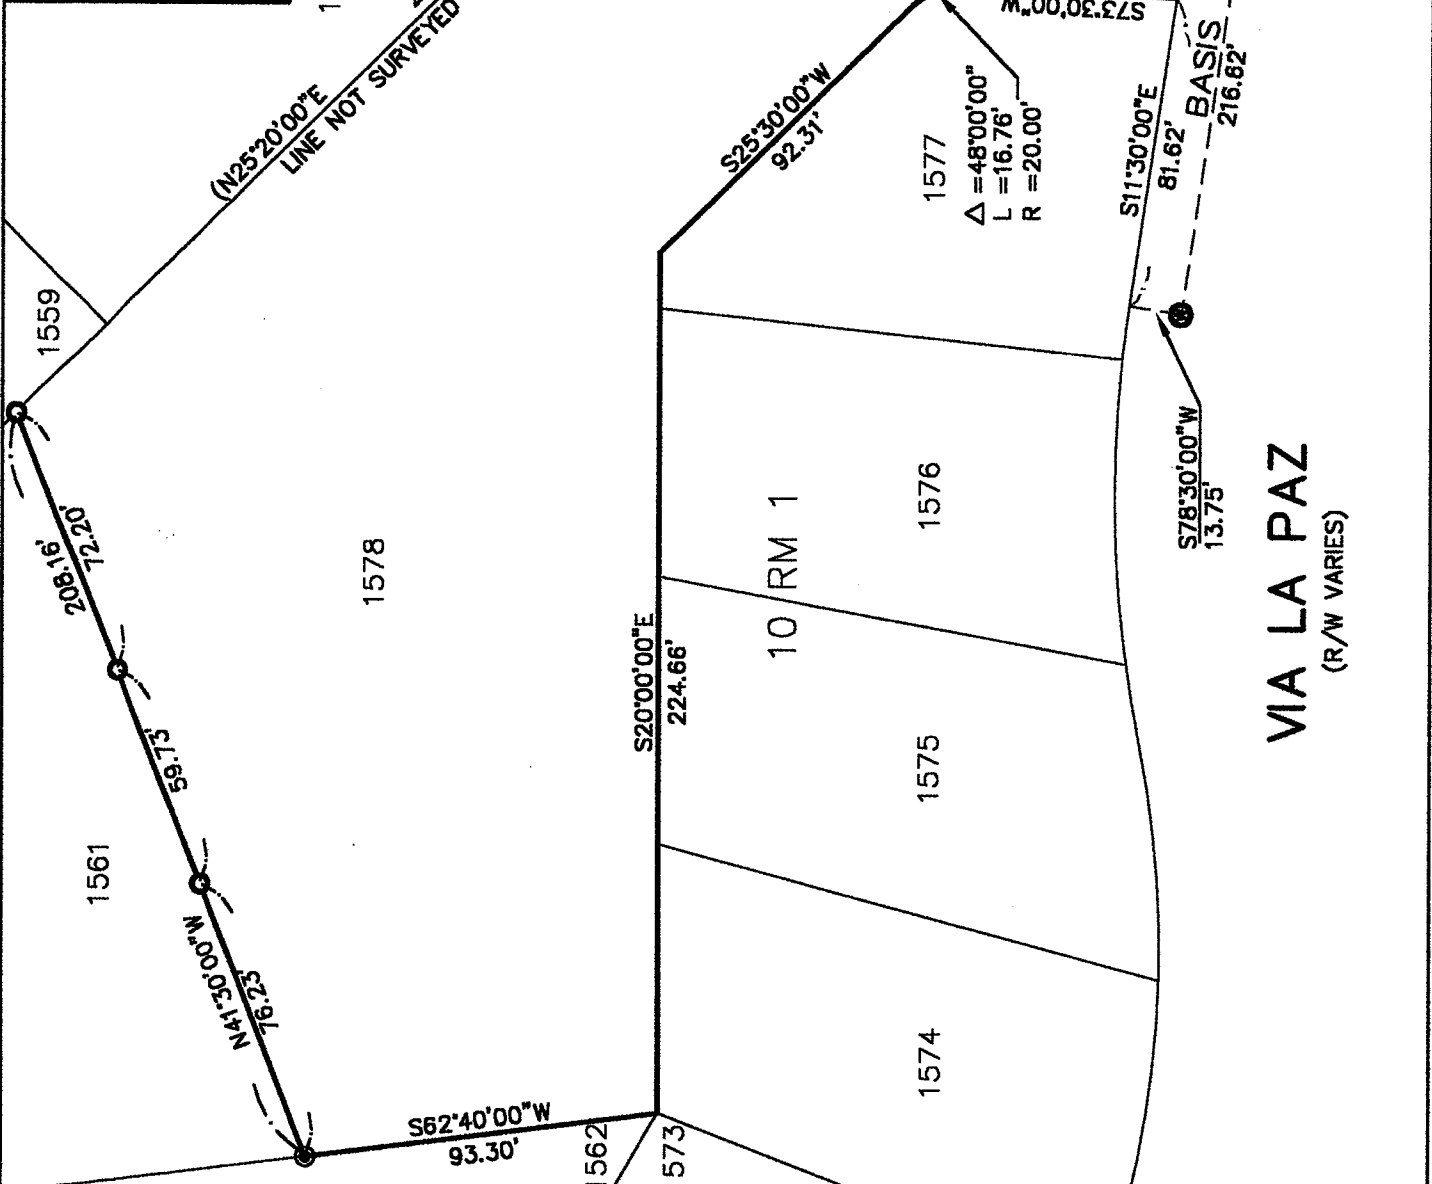 (N25°20'00"E
LINE NOT SURVEYED
1559
1561
208.16'
72.20'
59.73'
N41°30'00"W
76.23'
1578
S62°40'00"W
93.30'
1562
573
S20°00'00"E
224.66'
S25°30'00"W
92.31'
1577
Δ =48°00'00"
L =16.76'
R =20.00'
S73°30'00"W
S11°30'00"E
81.62'
BASIS
216.82'
10 RM 1
1576
1575
1574
S78°30'00"W
13.75'
VIA LA PAZ
(R/W VARIES)